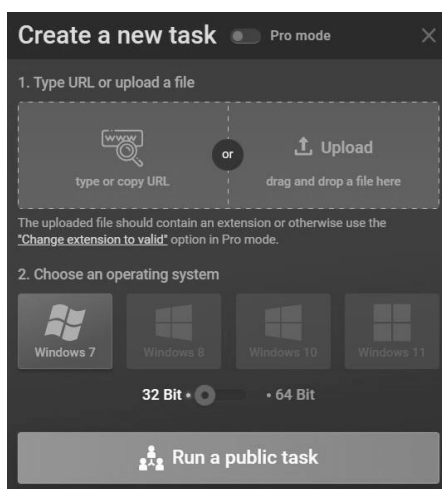 Create a new task Pro mode
1. Type URL or upload a file
www
or
Upload
type or copy URL
drag and drop a file here
The uploaded file should contain an extension or otherwise use the
"Change extension to valid" option in Pro mode.
2. Choose an operating system
Windows 7 Windows 8 Windows 10 Windows 11
32 Bit • • 64 Bit
Run a public task